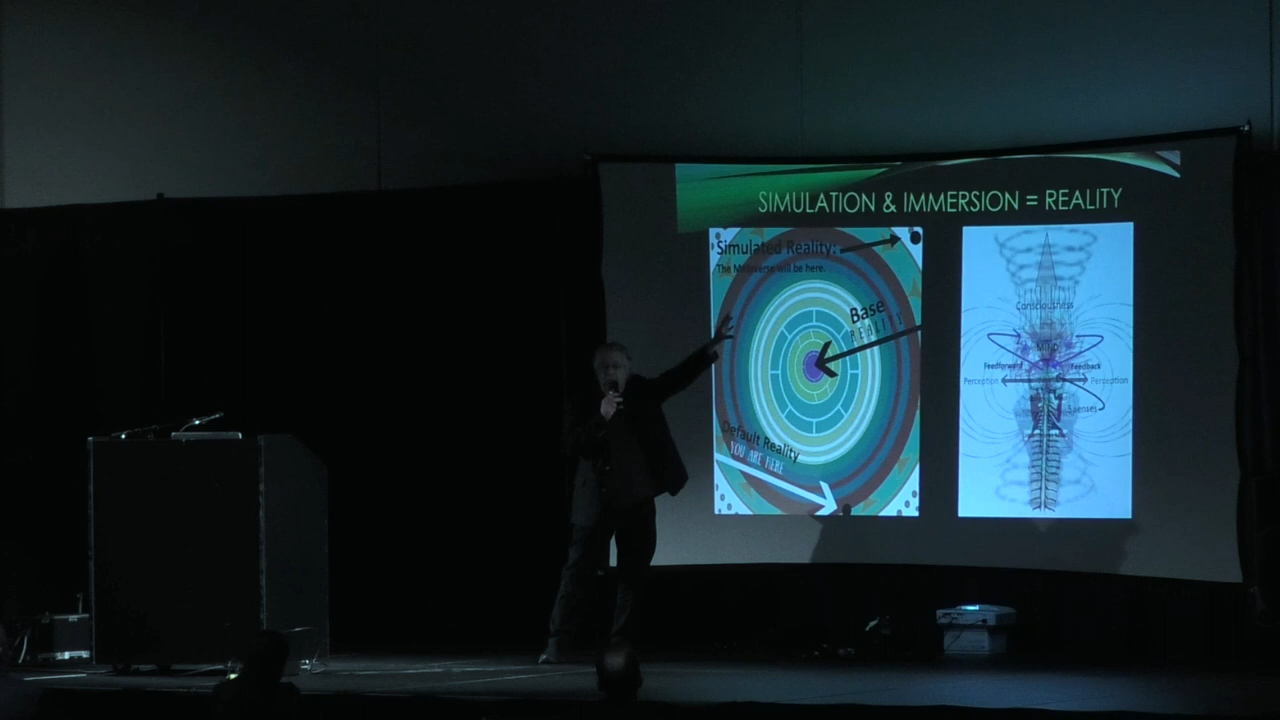 SIMULATION & IMMERSION = REALITY
Simulated Reality:
The Metaverse will be here.
Base
REALITY
Default Reality
YOU ARE HERE
Consciousness
MIND
Feedforward
Feedback
Perception
Perception
Senses